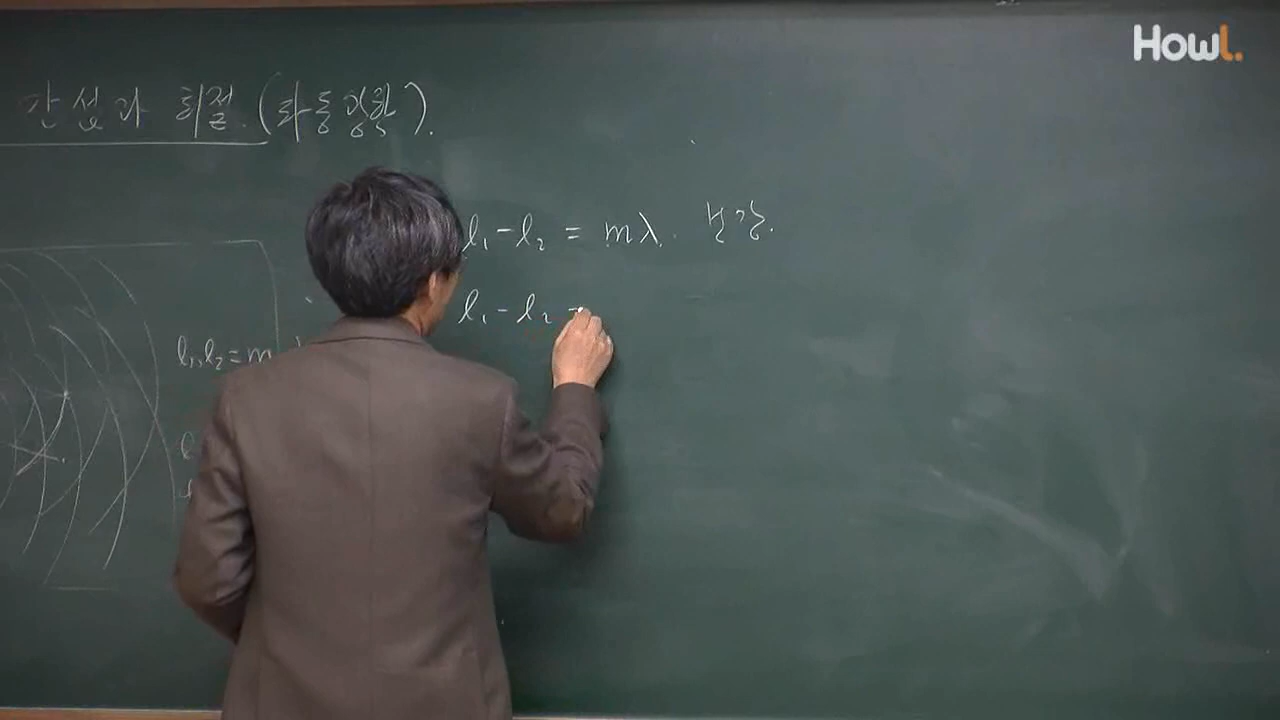 Howl.
간섭과 회절. (파동광학).
l₁-l₂ = mλ. 보강.
l₁-l₂ =
l₁,l₂=m
l